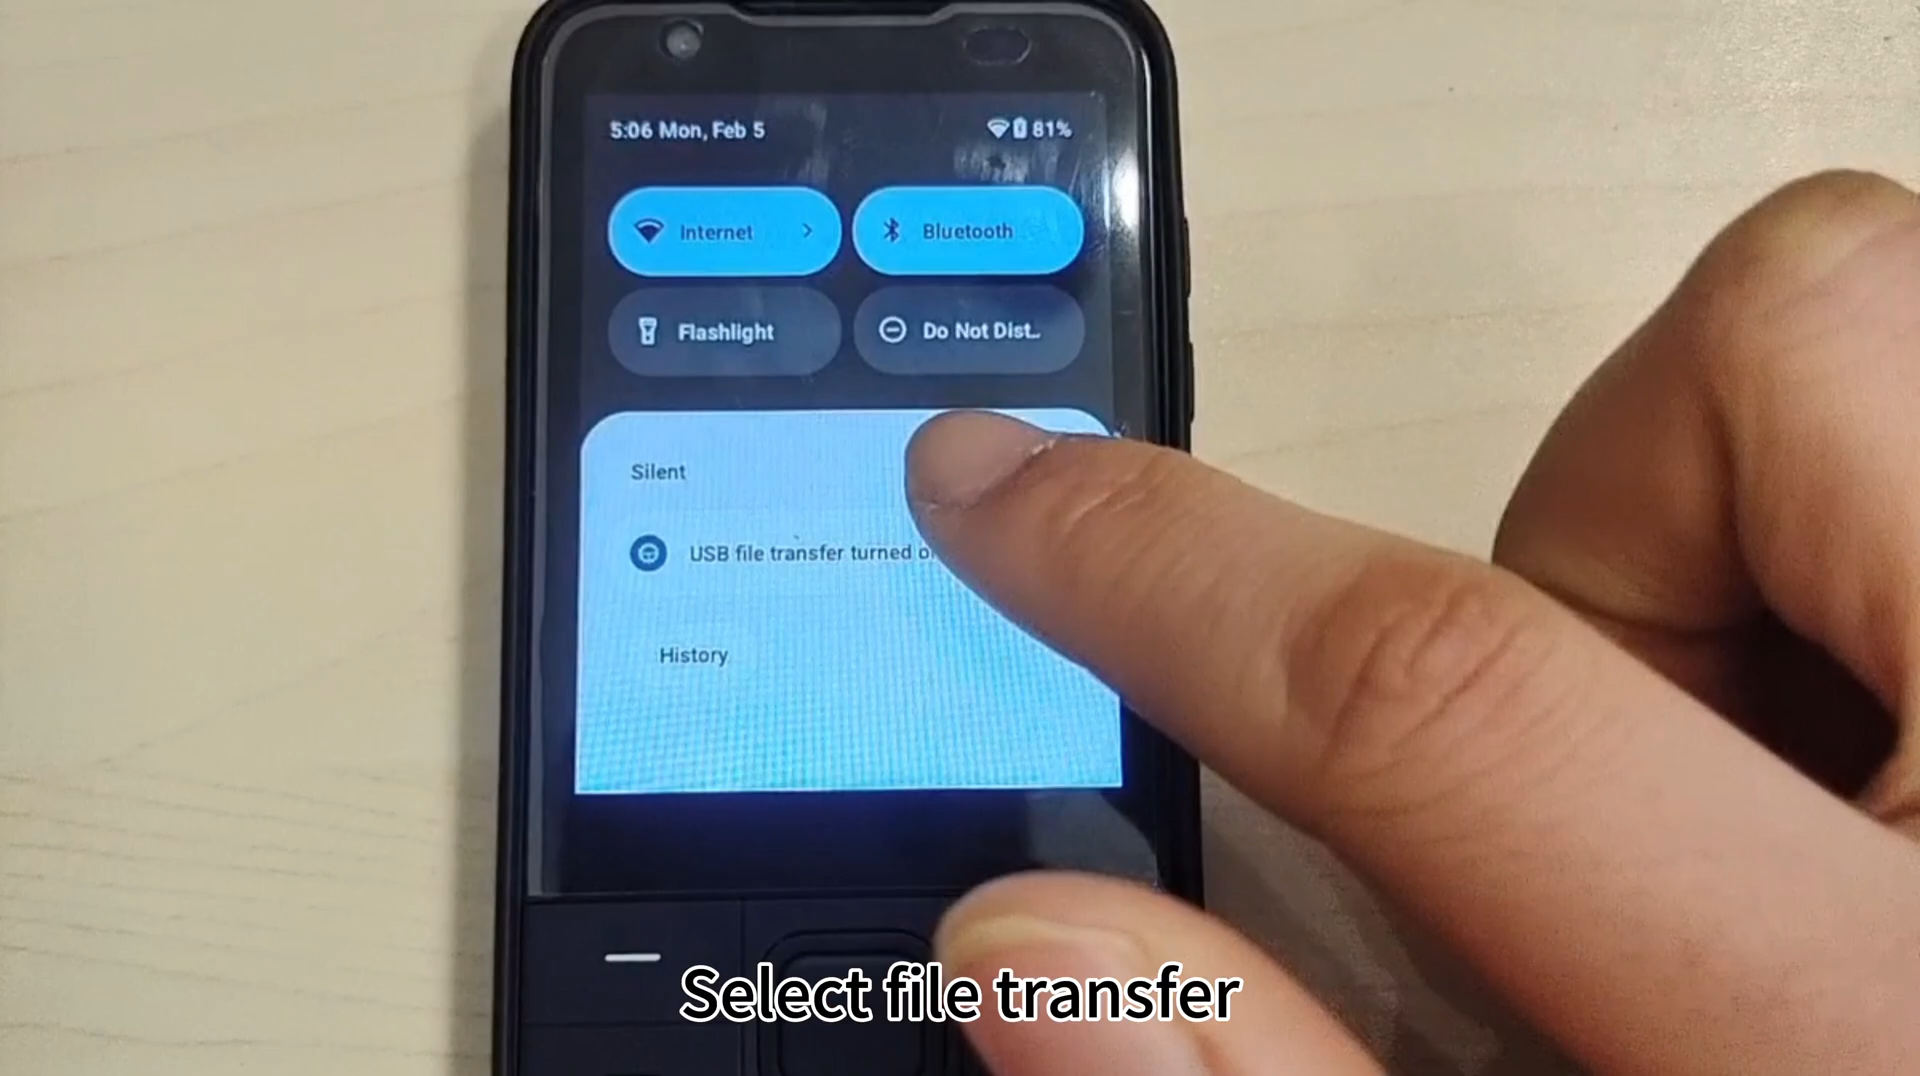 5:06 Mon, Feb 5
81%
Internet
Bluetooth
Flashlight
Do Not Dist..
Silent
USB file transfer turned
History
Select file transfer